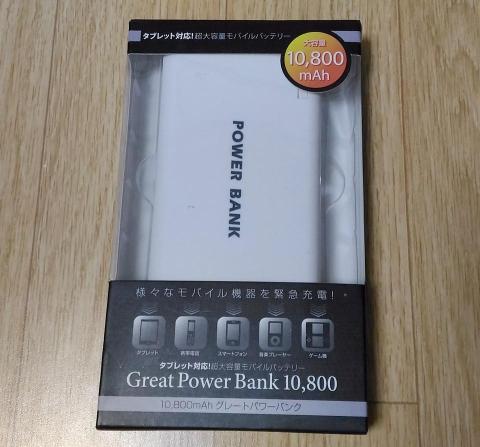 タブレット対応!超大容量モバイルバッテリー
大容量
10,800
mAh
POWER BANK
様々なモバイル機器を緊急充電!
タブレット
携帯電話
スマートフォン
音楽プレーヤー
ゲーム機
タブレット対応!超大容量モバイルバッテリー
Great Power Bank 10,800
10,800mAh グレートパワーバンク